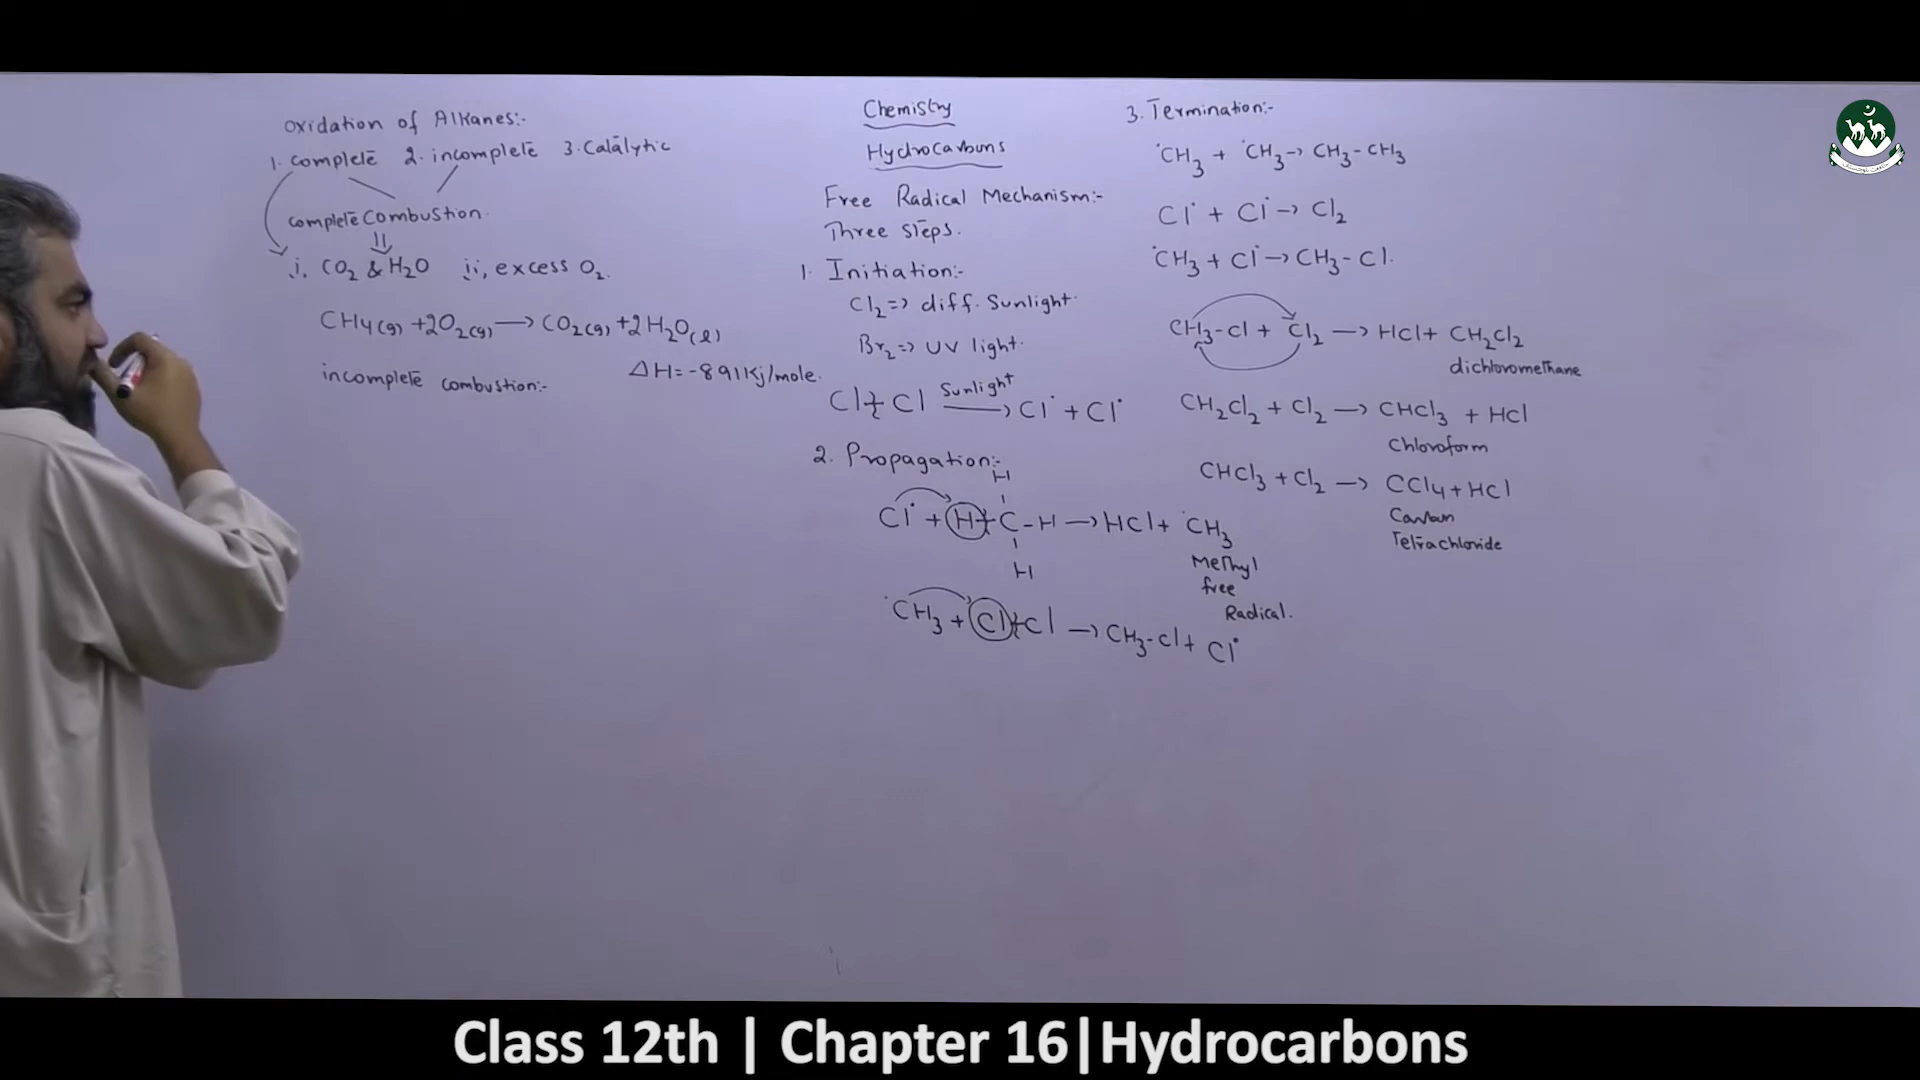 Oxidation of Alkanes:-
1. Complete 2. incomplete 3. Catalytic
complete Combustion
i, CO₂ & H₂O ii, excess O₂.
CH4(g) + 2O₂(g) → CO₂(g) + 2H₂O(l)
ΔH = -891 Kj/mole.
incomplete combustion:-
Chemistry
Hydrocarbons
Free Radical Mechanism:-
Three steps.
1. Initiation:-
Cl₂ => diff. Sunlight
Br₂ => UV light.
Cl-Cl Sunlight → Cl˙ + Cl˙
2. Propagation:-
H
Cl˙ + H-C-H → HCl + ˙CH₃
H
Methyl
free
Radical.
˙CH₃ + Cl-Cl → CH₃-Cl + Cl˙
3. Termination:-
˙CH₃ + ˙CH₃ → CH₃-CH₃
Cl˙ + Cl˙ → Cl₂
˙CH₃ + Cl˙ → CH₃-Cl.
CH₃-Cl + Cl₂ → HCl + CH₂Cl₂
dichloromethane
CH₂Cl₂ + Cl₂ → CHCl₃ + HCl
Chloroform
CHCl₃ + Cl₂ → CCl4 + HCl
Carbon
Tetrachloride
Class 12th | Chapter 16|Hydrocarbons